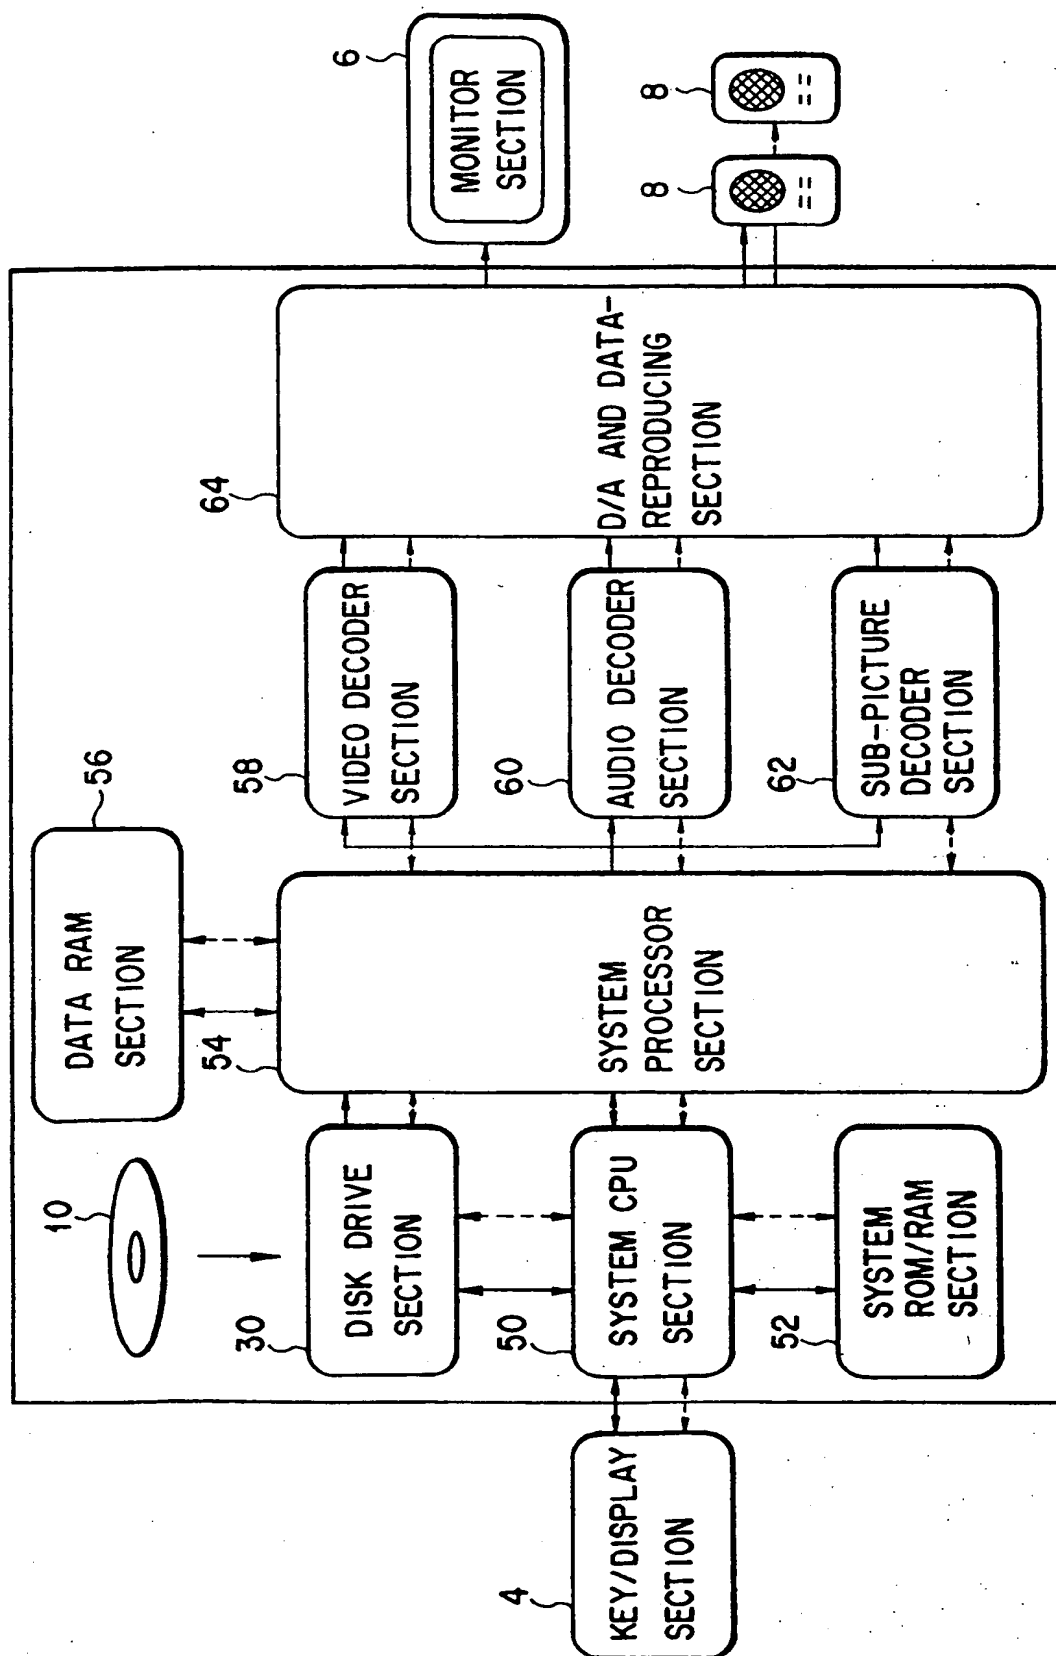 10
56
DATA RAM
SECTION
30
DISK DRIVE
SECTION
54
SYSTEM
PROCESSOR
SECTION
58
VIDEO DECODER
SECTION
64
D/A AND DATA-
REPRODUCING
SECTION
6
MONITOR
SECTION
4
KEY/DISPLAY
SECTION
50
SYSTEM CPU
SECTION
60
AUDIO DECODER
SECTION
8
8
52
SYSTEM
ROM/RAM
SECTION
62
SUB-PICTURE
DECODER
SECTION